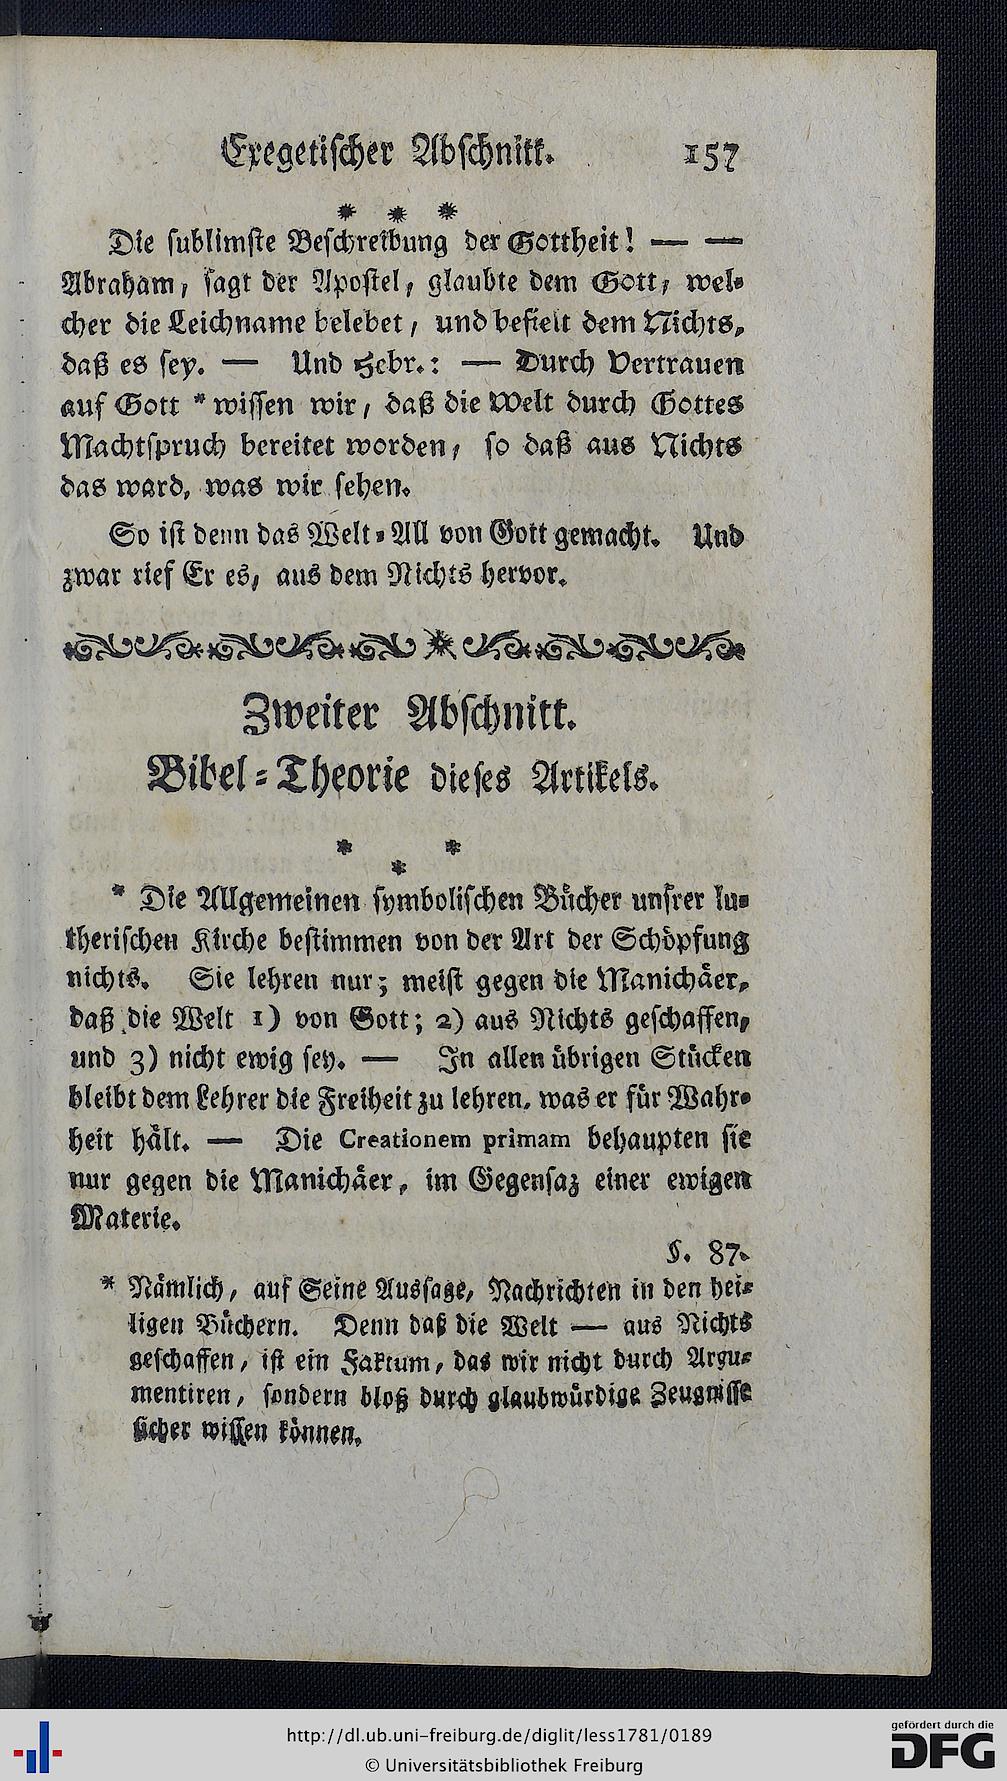 Exegetischer Abschnitt. 157
* * *
Die sublimste Beschreibung der Gottheit! — —
Abraham, sagt der Apostel, glaubte dem Gott, wel-
cher die Leichname belebet, und befielt dem Nichts,
daß es sey. — Und Hebr.: — Durch Vertrauen
auf Gott * wissen wir, daß die Welt durch Gottes
Machtspruch bereitet worden, so daß aus Nichts
das ward, was wir sehen.
So ist denn das Welt-All von Gott gemacht. Und
zwar rief Er es, aus dem Nichts hervor.
Zweiter Abschnitt.
Bibel-Theorie dieses Artikels.
* * *
* Die Allgemeinen symbolischen Bücher unsrer lu-
therischen Kirche bestimmen von der Art der Schöpfung
nichts. Sie lehren nur; meist gegen die Manichäer,
daß die Welt 1) von Gott; 2) aus Nichts geschaffen,
und 3) nicht ewig sey. — In allen übrigen Stücken
bleibt dem Lehrer die Freiheit zu lehren, was er für Wahr-
heit hält. — Die Creationem primam behaupten sie
nur gegen die Manichäer, im Gegensaz einer ewigen
Materie.
§. 87.
* Nämlich, auf Seine Aussage, Nachrichten in den hei-
ligen Büchern. Denn daß die Welt — aus Nichts
geschaffen, ist ein Faktum, das wir nicht durch Argu-
mentiren, sondern bloß durch glaubwürdige Zeugnisse
sicher wissen können.
http://dl.ub.uni-freiburg.de/diglit/less1781/0189
© Universitätsbibliothek Freiburg
gefördert durch die
DFG